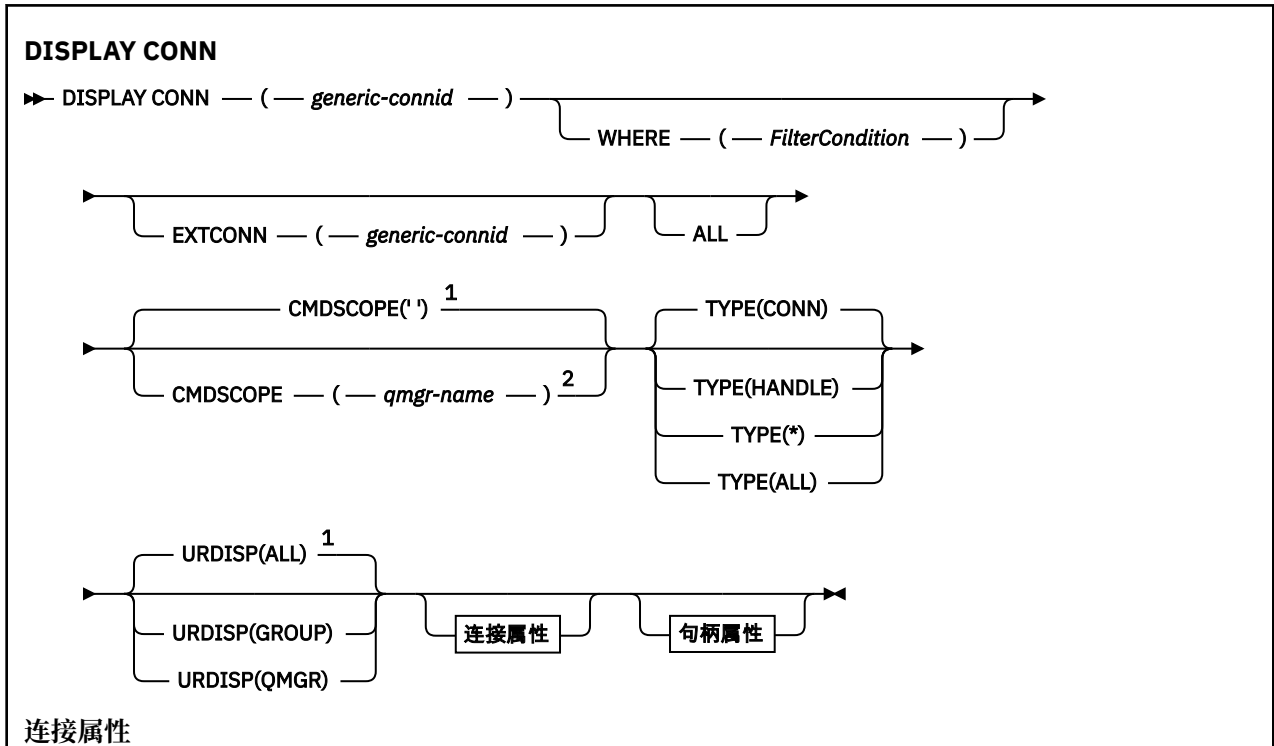 DISPLAY CONN
DISPLAY CONN ( generic-connid )
WHERE ( FilterCondition )
EXTCONN ( generic-connid )
ALL
CMDSCOPE(' ') 1
CMDSCOPE ( qmgr-name ) 2
TYPE(CONN)
TYPE(HANDLE)
TYPE(*)
TYPE(ALL)
URDISP(ALL) 1
URDISP(GROUP)
URDISP(QMGR)
连接属性
句柄属性
连接属性